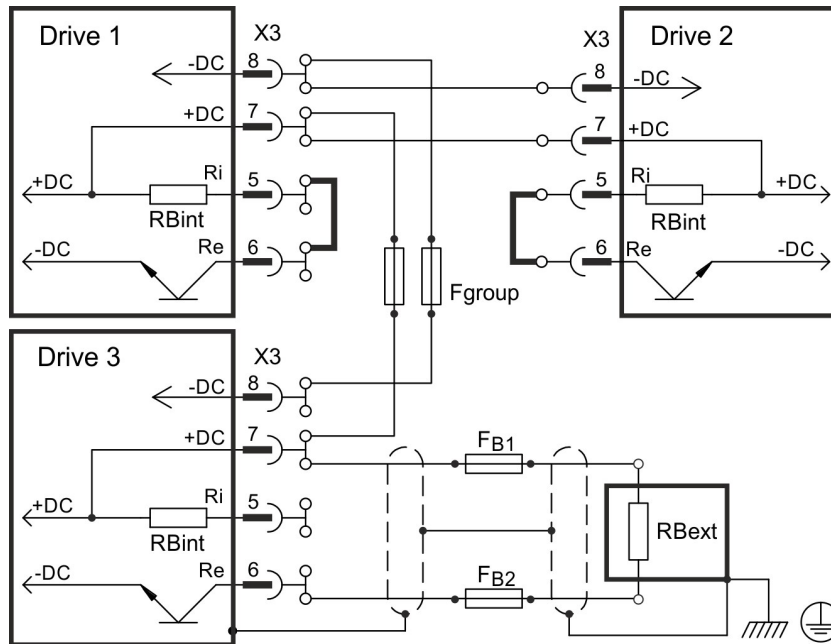 Drive 1
X3
-DC
8
+DC
7
+DC
Ri
5
RBint
-DC
Re
6
Fgroup
X3
Drive 2
8
-DC
7
+DC
5
Ri
+DC
RBint
6
Re
-DC
Drive 3
X3
-DC
8
+DC
7
+DC
Ri
5
RBint
-DC
Re
6
FB1
RBext
FB2